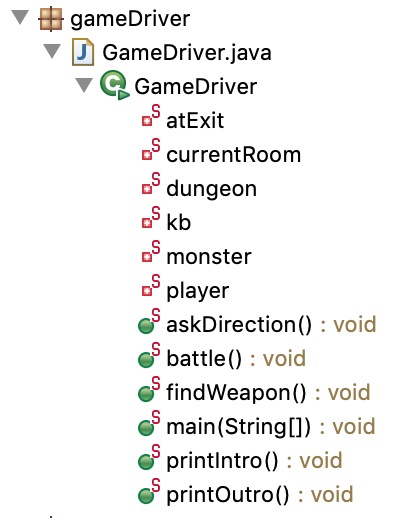 gameDriver
GameDriver.java
GameDriver
S atExit
S currentRoom
S dungeon
S kb
S monster
S player
S askDirection() : void
S battle() : void
S findWeapon() : void
S main(String[]) : void
S printIntro() : void
S printOutro() : void